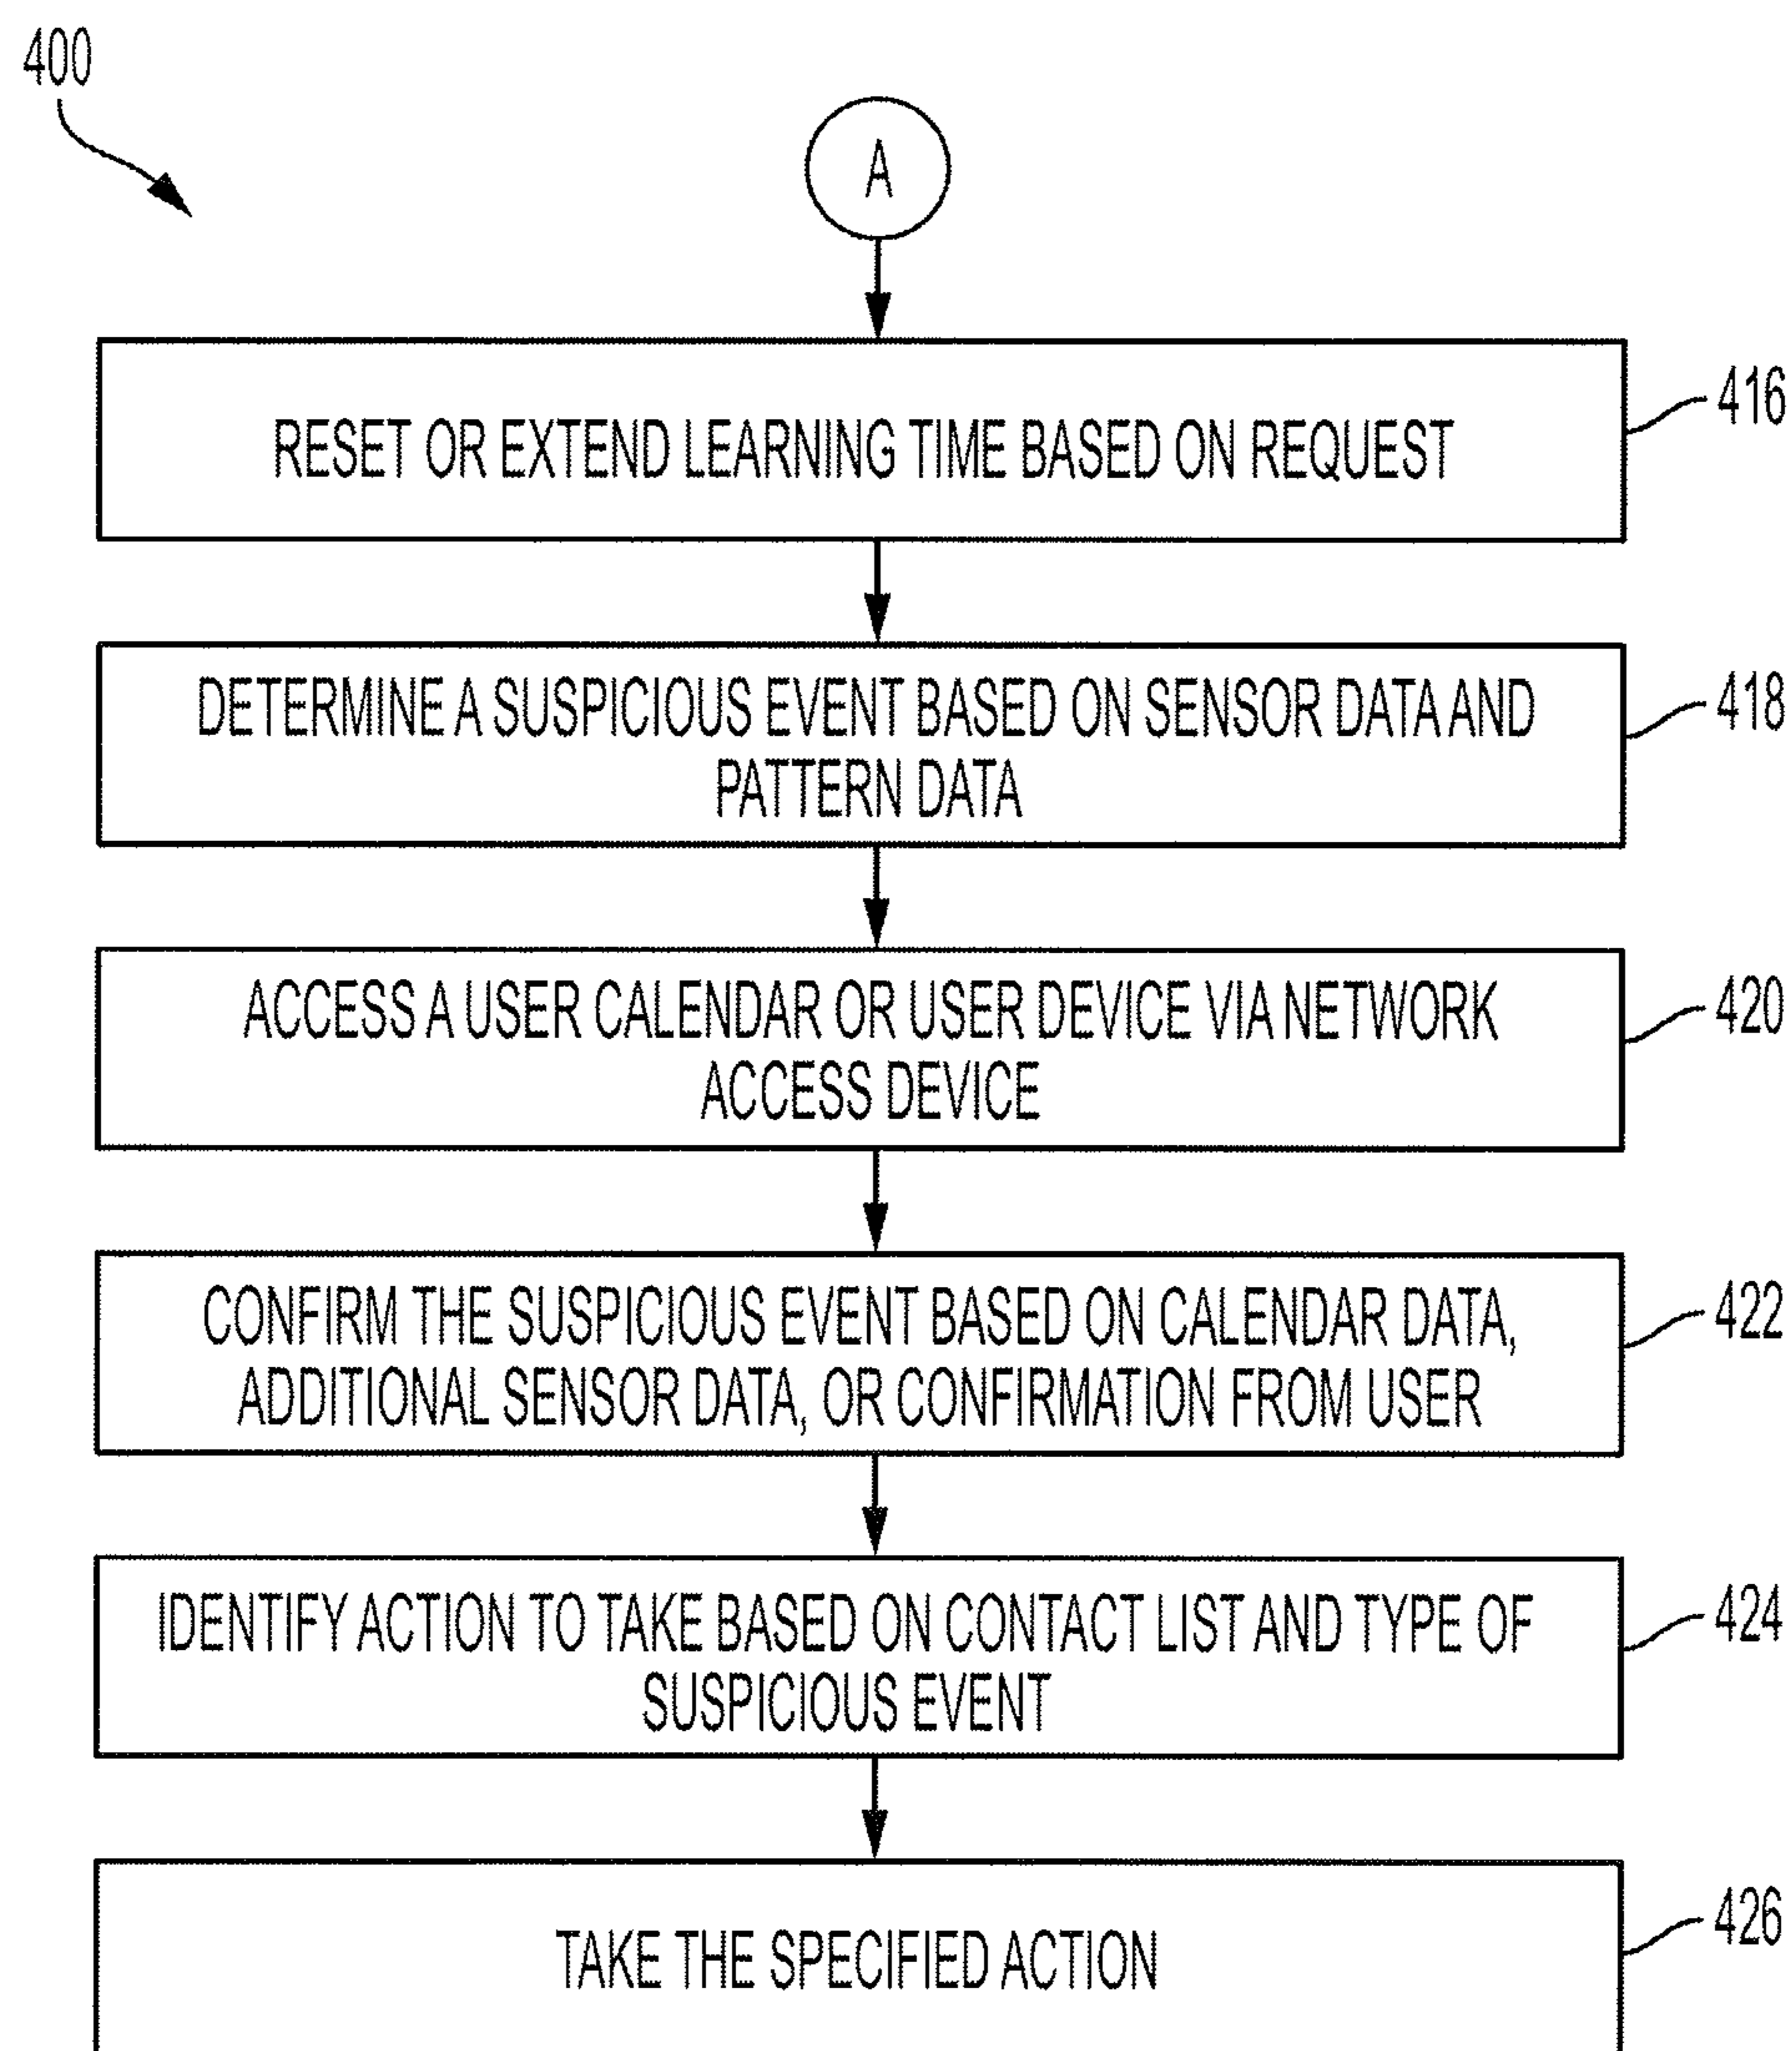 400
A
RESET OR EXTEND LEARNING TIME BASED ON REQUEST
416
DETERMINE A SUSPICIOUS EVENT BASED ON SENSOR DATA AND
PATTERN DATA
418
ACCESS A USER CALENDAR OR USER DEVICE VIA NETWORK
ACCESS DEVICE
420
CONFIRM THE SUSPICIOUS EVENT BASED ON CALENDAR DATA,
ADDITIONAL SENSOR DATA, OR CONFIRMATION FROM USER
422
IDENTIFY ACTION TO TAKE BASED ON CONTACT LIST AND TYPE OF
SUSPICIOUS EVENT
424
TAKE THE SPECIFIED ACTION
426